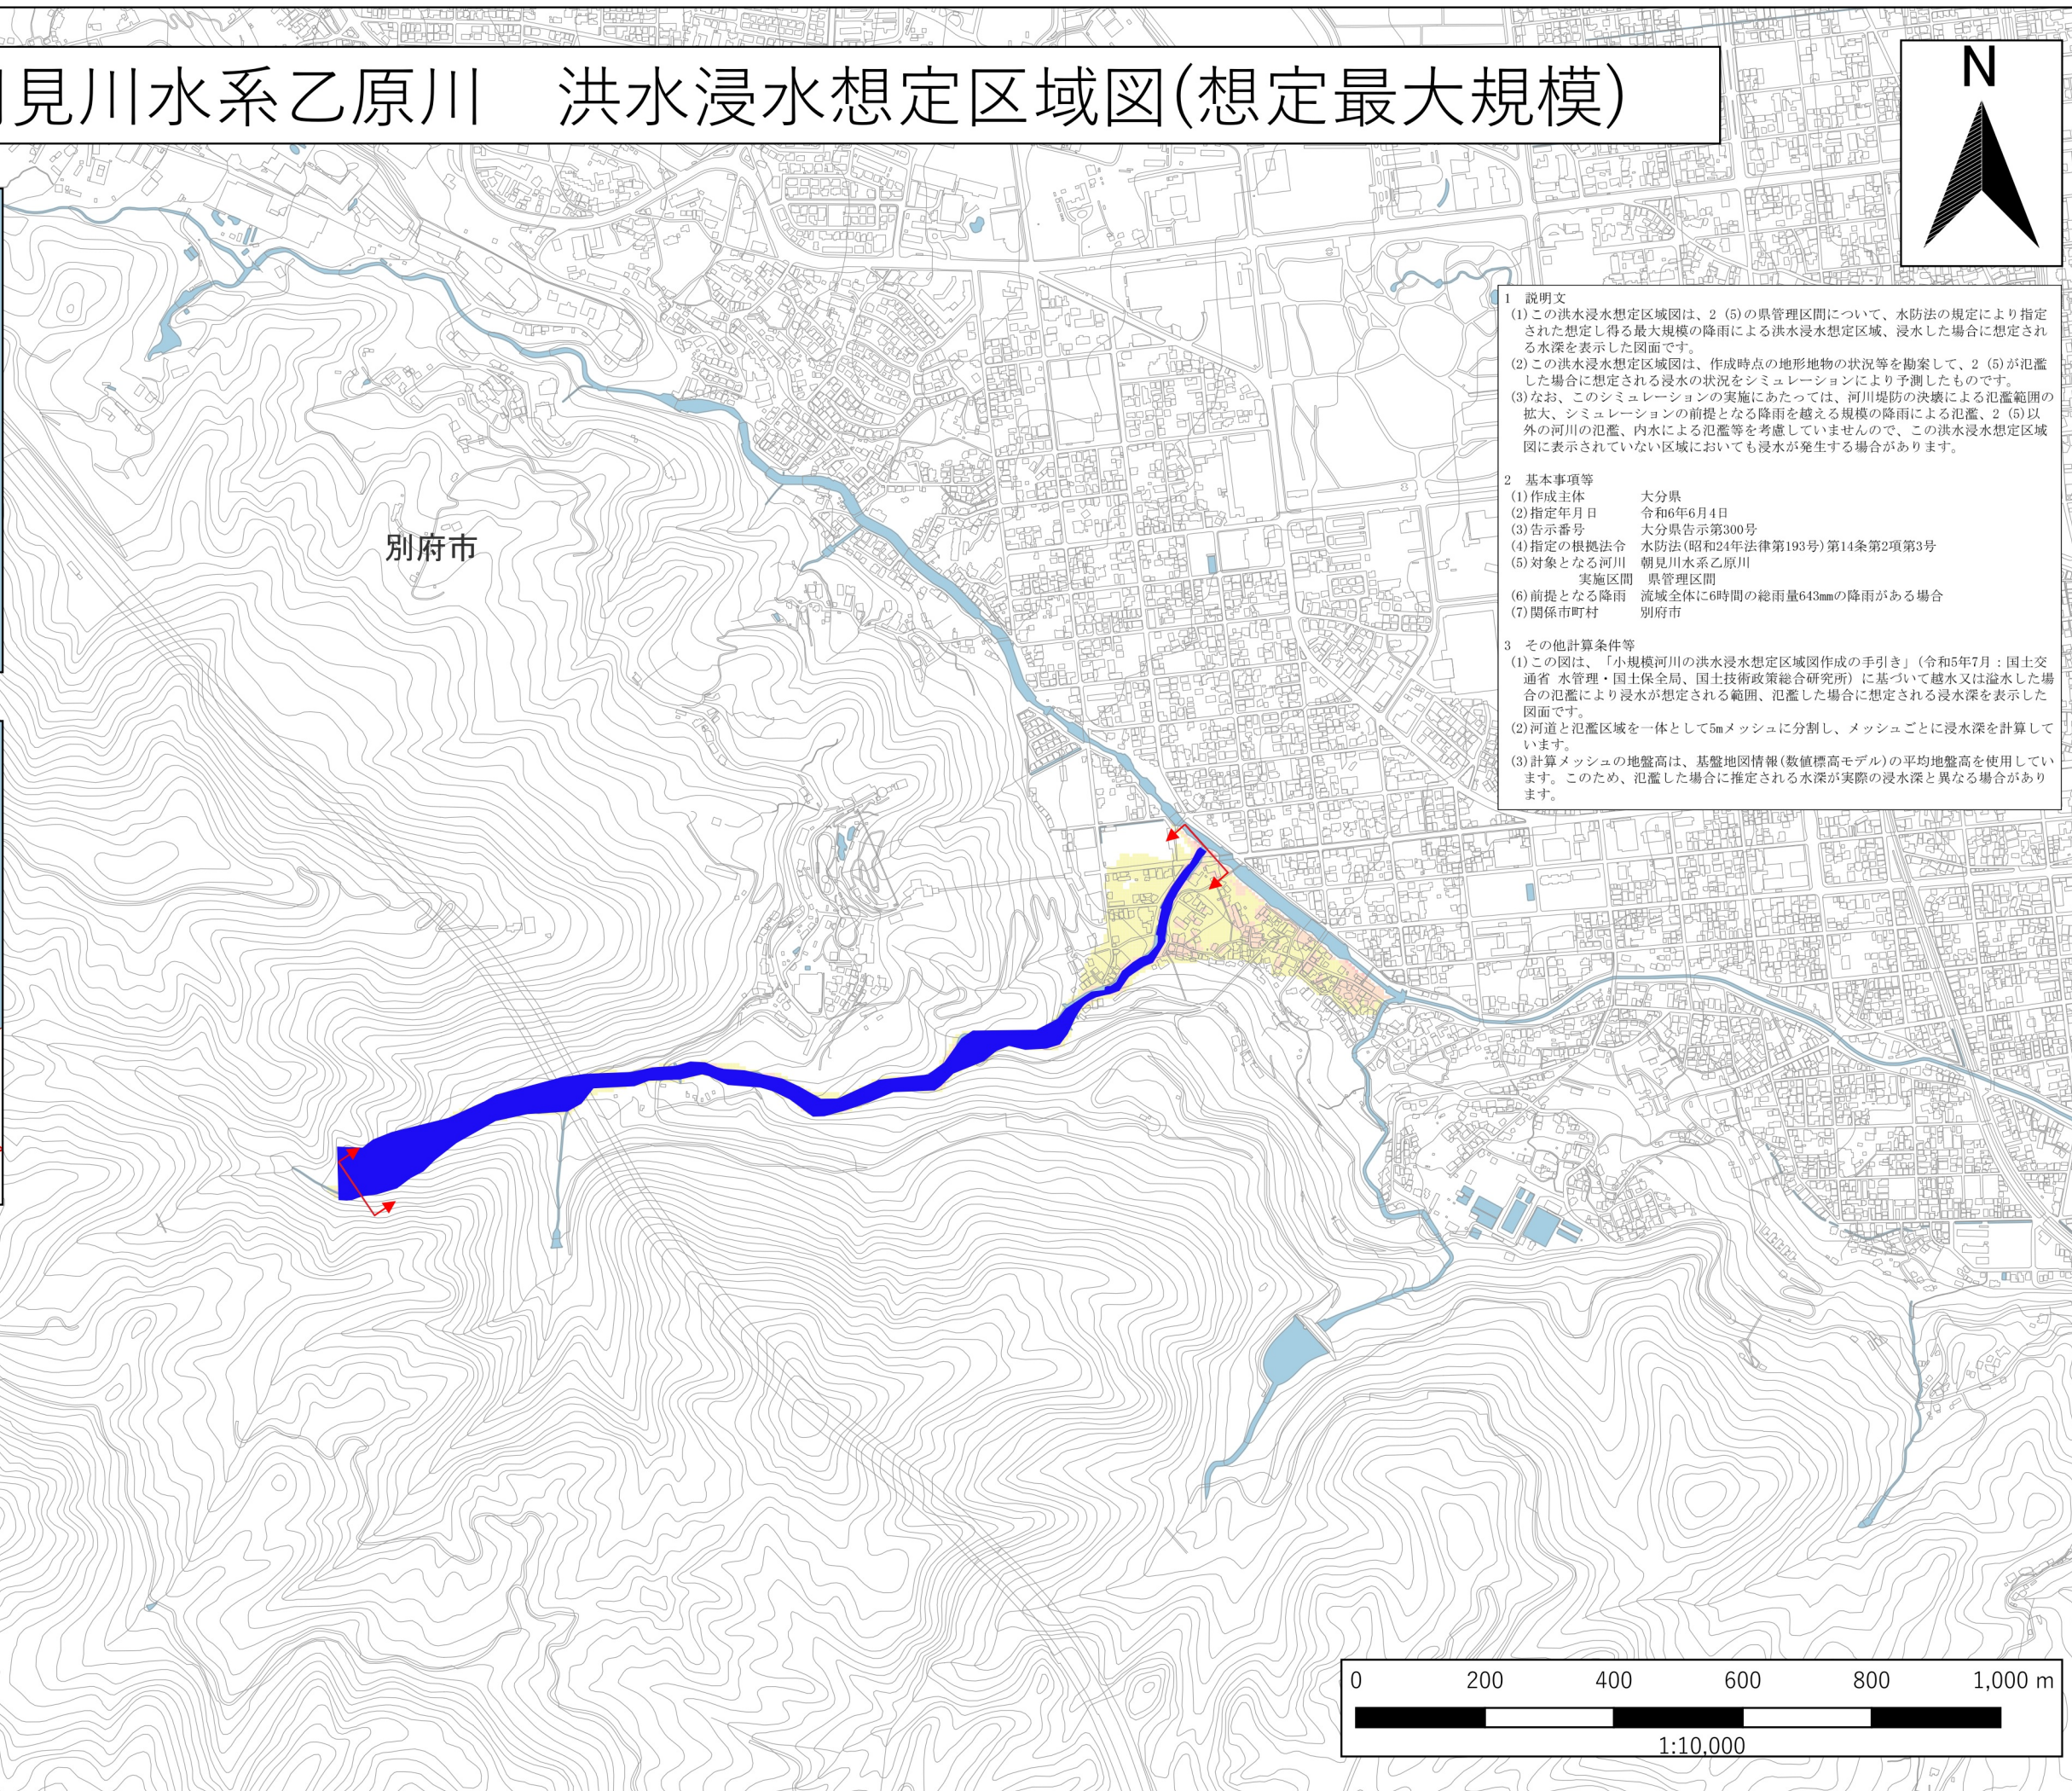 見川水系乙原川　洪水浸水想定区域図(想定最大規模)
N
1　説明文
(1)この洪水浸水想定区域図は、2 (5)の県管理区間について、水防法の規定により指定
された想定し得る最大規模の降雨による洪水浸水想定区域、浸水した場合に想定され
る水深を表示した図面です。
(2)この洪水浸水想定区域図は、作成時点の地形地物の状況等を勘案して、2 (5)が氾濫
した場合に想定される浸水の状況をシミュレーションにより予測したものです。
(3)なお、このシミュレーションの実施にあたっては、河川堤防の決壊による氾濫範囲の
拡大、シミュレーションの前提となる降雨を越える規模の降雨による氾濫、2 (5)以
外の河川の氾濫、内水による氾濫等を考慮していませんので、この洪水浸水想定区域
図に表示されていない区域においても浸水が発生する場合があります。
2　基本事項等
(1)作成主体　大分県
(2)指定年月日　令和6年6月4日
(3)告示番号　大分県告示第300号
(4)指定の根拠法令　水防法(昭和24年法律第193号)第14条第2項第3号
(5)対象となる河川　朝見川水系乙原川
実施区間　県管理区間
(6)前提となる降雨　流域全体に6時間の総雨量643mmの降雨がある場合
(7)関係市町村　別府市
3　その他計算条件等
(1)この図は、「小規模河川の洪水浸水想定区域図作成の手引き」(令和5年7月：国土交
通省 水管理・国土保全局、国土技術政策総合研究所) に基づいて越水又は溢水した場
合の氾濫により浸水が想定される範囲、氾濫した場合に想定される浸水深を表示した
図面です。
(2)河道と氾濫区域を一体として5mメッシュに分割し、メッシュごとに浸水深を計算して
います。
(3)計算メッシュの地盤高は、基盤地図情報(数値標高モデル)の平均地盤高を使用してい
ます。このため、氾濫した場合に推定される水深が実際の浸水深と異なる場合があり
ます。
別府市
0 200 400 600 800 1,000 m
1:10,000